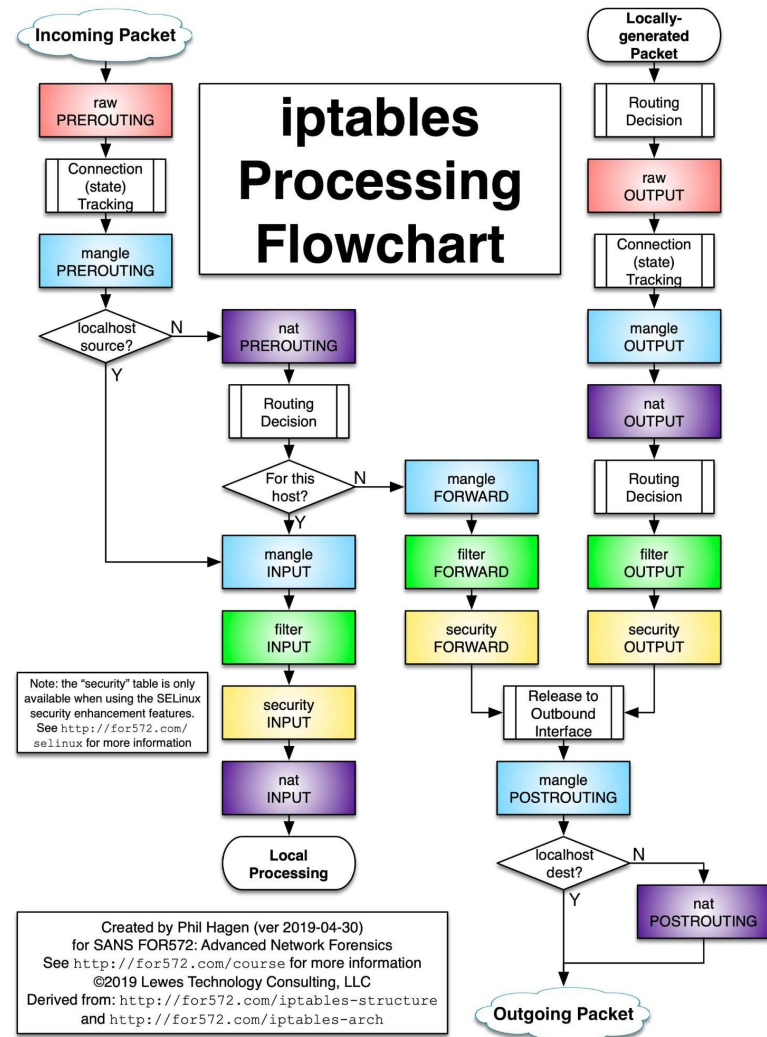 Incoming Packet
raw
PREROUTING
Connection
(state)
Tracking
mangle
PREROUTING
localhost
source?
N
Y
iptables
Processing
Flowchart
nat
PREROUTING
Routing
Decision
For this
host?
N
Y
mangle
INPUT
filter
INPUT
security
INPUT
nat
INPUT
Local
Processing
mangle
FORWARD
filter
FORWARD
security
FORWARD
Locally-
generated
Packet
Routing
Decision
raw
OUTPUT
Connection
(state)
Tracking
mangle
OUTPUT
nat
OUTPUT
Routing
Decision
filter
OUTPUT
security
OUTPUT
Release to
Outbound
Interface
mangle
POSTROUTING
localhost
dest?
N
Y
nat
POSTROUTING
Outgoing Packet
Note: the “security” table is only
available when using the SELinux
security enhancement features.
See http://for572.com/
selinux for more information
Created by Phil Hagen (ver 2019-04-30)
for SANS FOR572: Advanced Network Forensics
See http://for572.com/course for more information
©2019 Lewes Technology Consulting, LLC
Derived from: http://for572.com/iptables-structure
and http://for572.com/iptables-arch